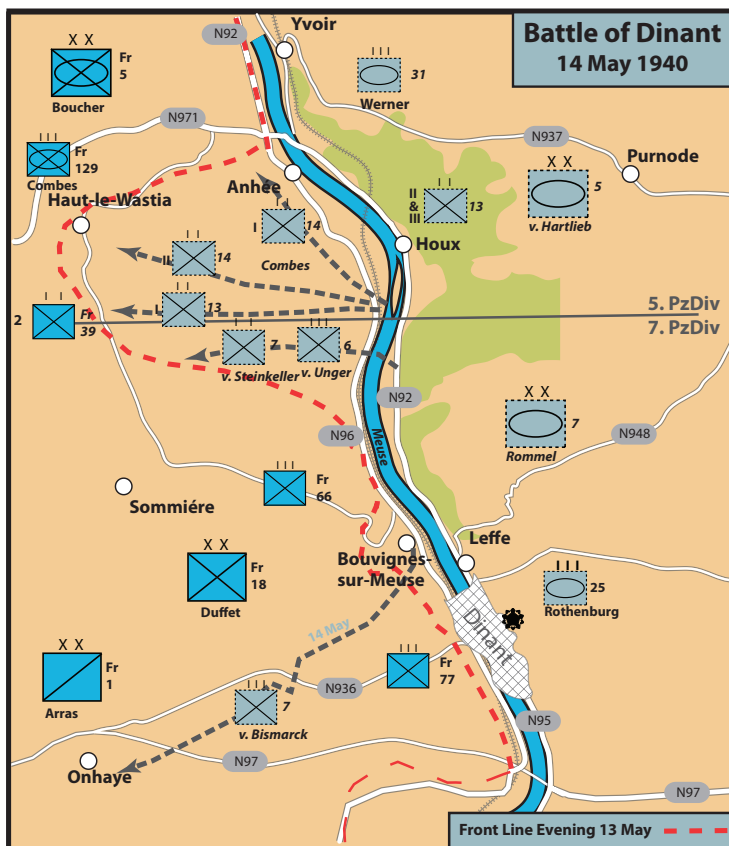 Battle of Dinant
14 May 1940
N92
Yvoir
X X
Fr
5
Boucher
I I I
31
Werner
N971
N937
I I I
Fr
129
Combes
Purnode
X X
5
v. Hartlieb
Anhée
Haut-le-Wastia
I I
II
&
III
13
I I
I
14
Combes
Houx
I I
II
14
I I
I
13
5. PzDiv
7. PzDiv
I I
2
Fr
39
I I
7
v. Steinkeller
I I I
6
v. Unger
N92
X X
7
Rommel
N948
N96
Meuse
I I I
Fr
66
Sommiére
Leffe
Bouvignes-
sur-Meuse
X X
Fr
18
Duffet
I I I
25
Rothenburg
Dinant
14 May
I I I
Fr
77
X X
Fr
1
Arras
N936
I I I
7
v. Bismarck
N95
Onhaye
N97
N97
Front Line Evening 13 May